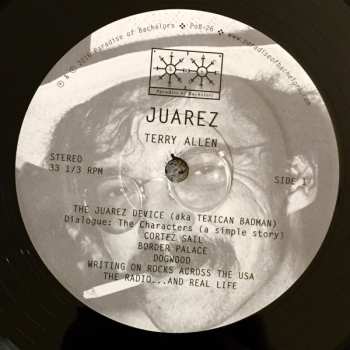 ℗ © 2016 Paradise of Bachelors ✤ PoB-26 ✤ www.paradiseofbachelors.com
Paradise of Bachelors
JUAREZ
TERRY ALLEN
STEREO
33 1/3 RPM
SIDE 1
THE JUAREZ DEVICE (aka TEXICAN BADMAN)
Dialogue: The Characters (a simple story)
CORTEZ SAIL
BORDER PALACE
DOGWOOD
WRITING ON ROCKS ACROSS THE USA
THE RADIO...AND REAL LIFE